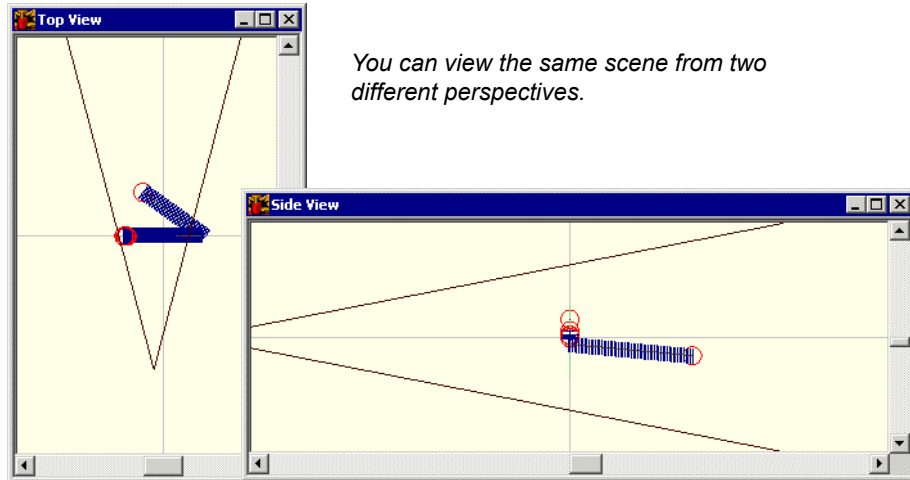 Top View
You can view the same scene from two
different perspectives.
Side View